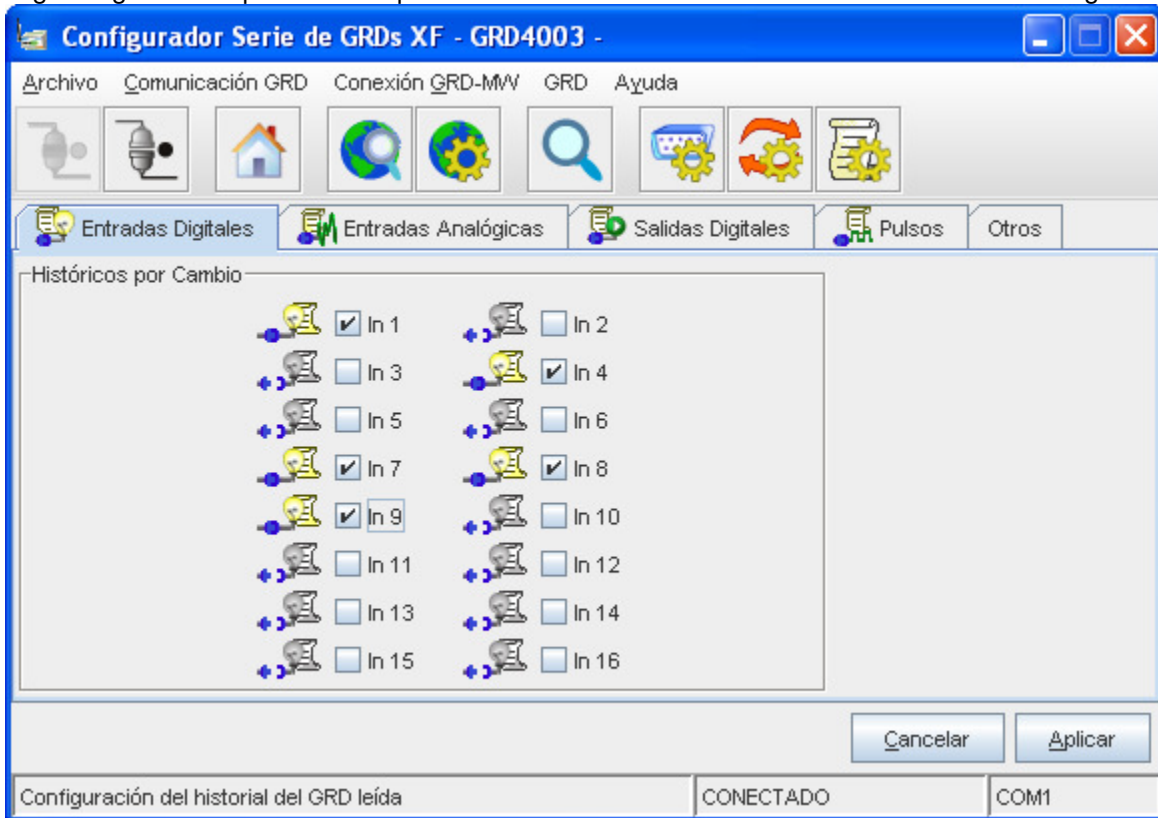 Configurador Serie de GRDs XF - GRD4003 -
Archivo Comunicación GRD Conexión GRD-MW GRD Ayuda
Entradas Digitales Entradas Analógicas Salidas Digitales Pulsos Otros
Históricos por Cambio
In 1 In 2
In 3 In 4
In 5 In 6
In 7 In 8
In 9 In 10
In 11 In 12
In 13 In 14
In 15 In 16
Cancelar Aplicar
Configuración del historial del GRD leída CONECTADO COM1